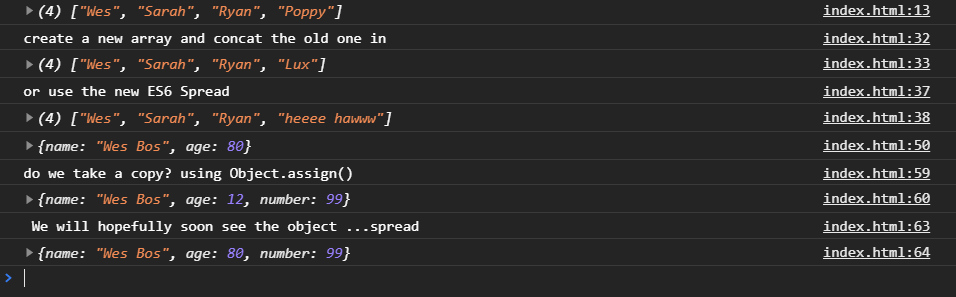 (4) ["Wes", "Sarah", "Ryan", "Poppy"] index.html:13
create a new array and concat the old one in index.html:32
(4) ["Wes", "Sarah", "Ryan", "Lux"] index.html:33
or use the new ES6 Spread index.html:37
(4) ["Wes", "Sarah", "Ryan", "heeee hawww"] index.html:38
{name: "Wes Bos", age: 80} index.html:50
do we take a copy? using Object.assign() index.html:59
{name: "Wes Bos", age: 12, number: 99} index.html:60
We will hopefully soon see the object ...spread index.html:63
{name: "Wes Bos", age: 80, number: 99} index.html:64